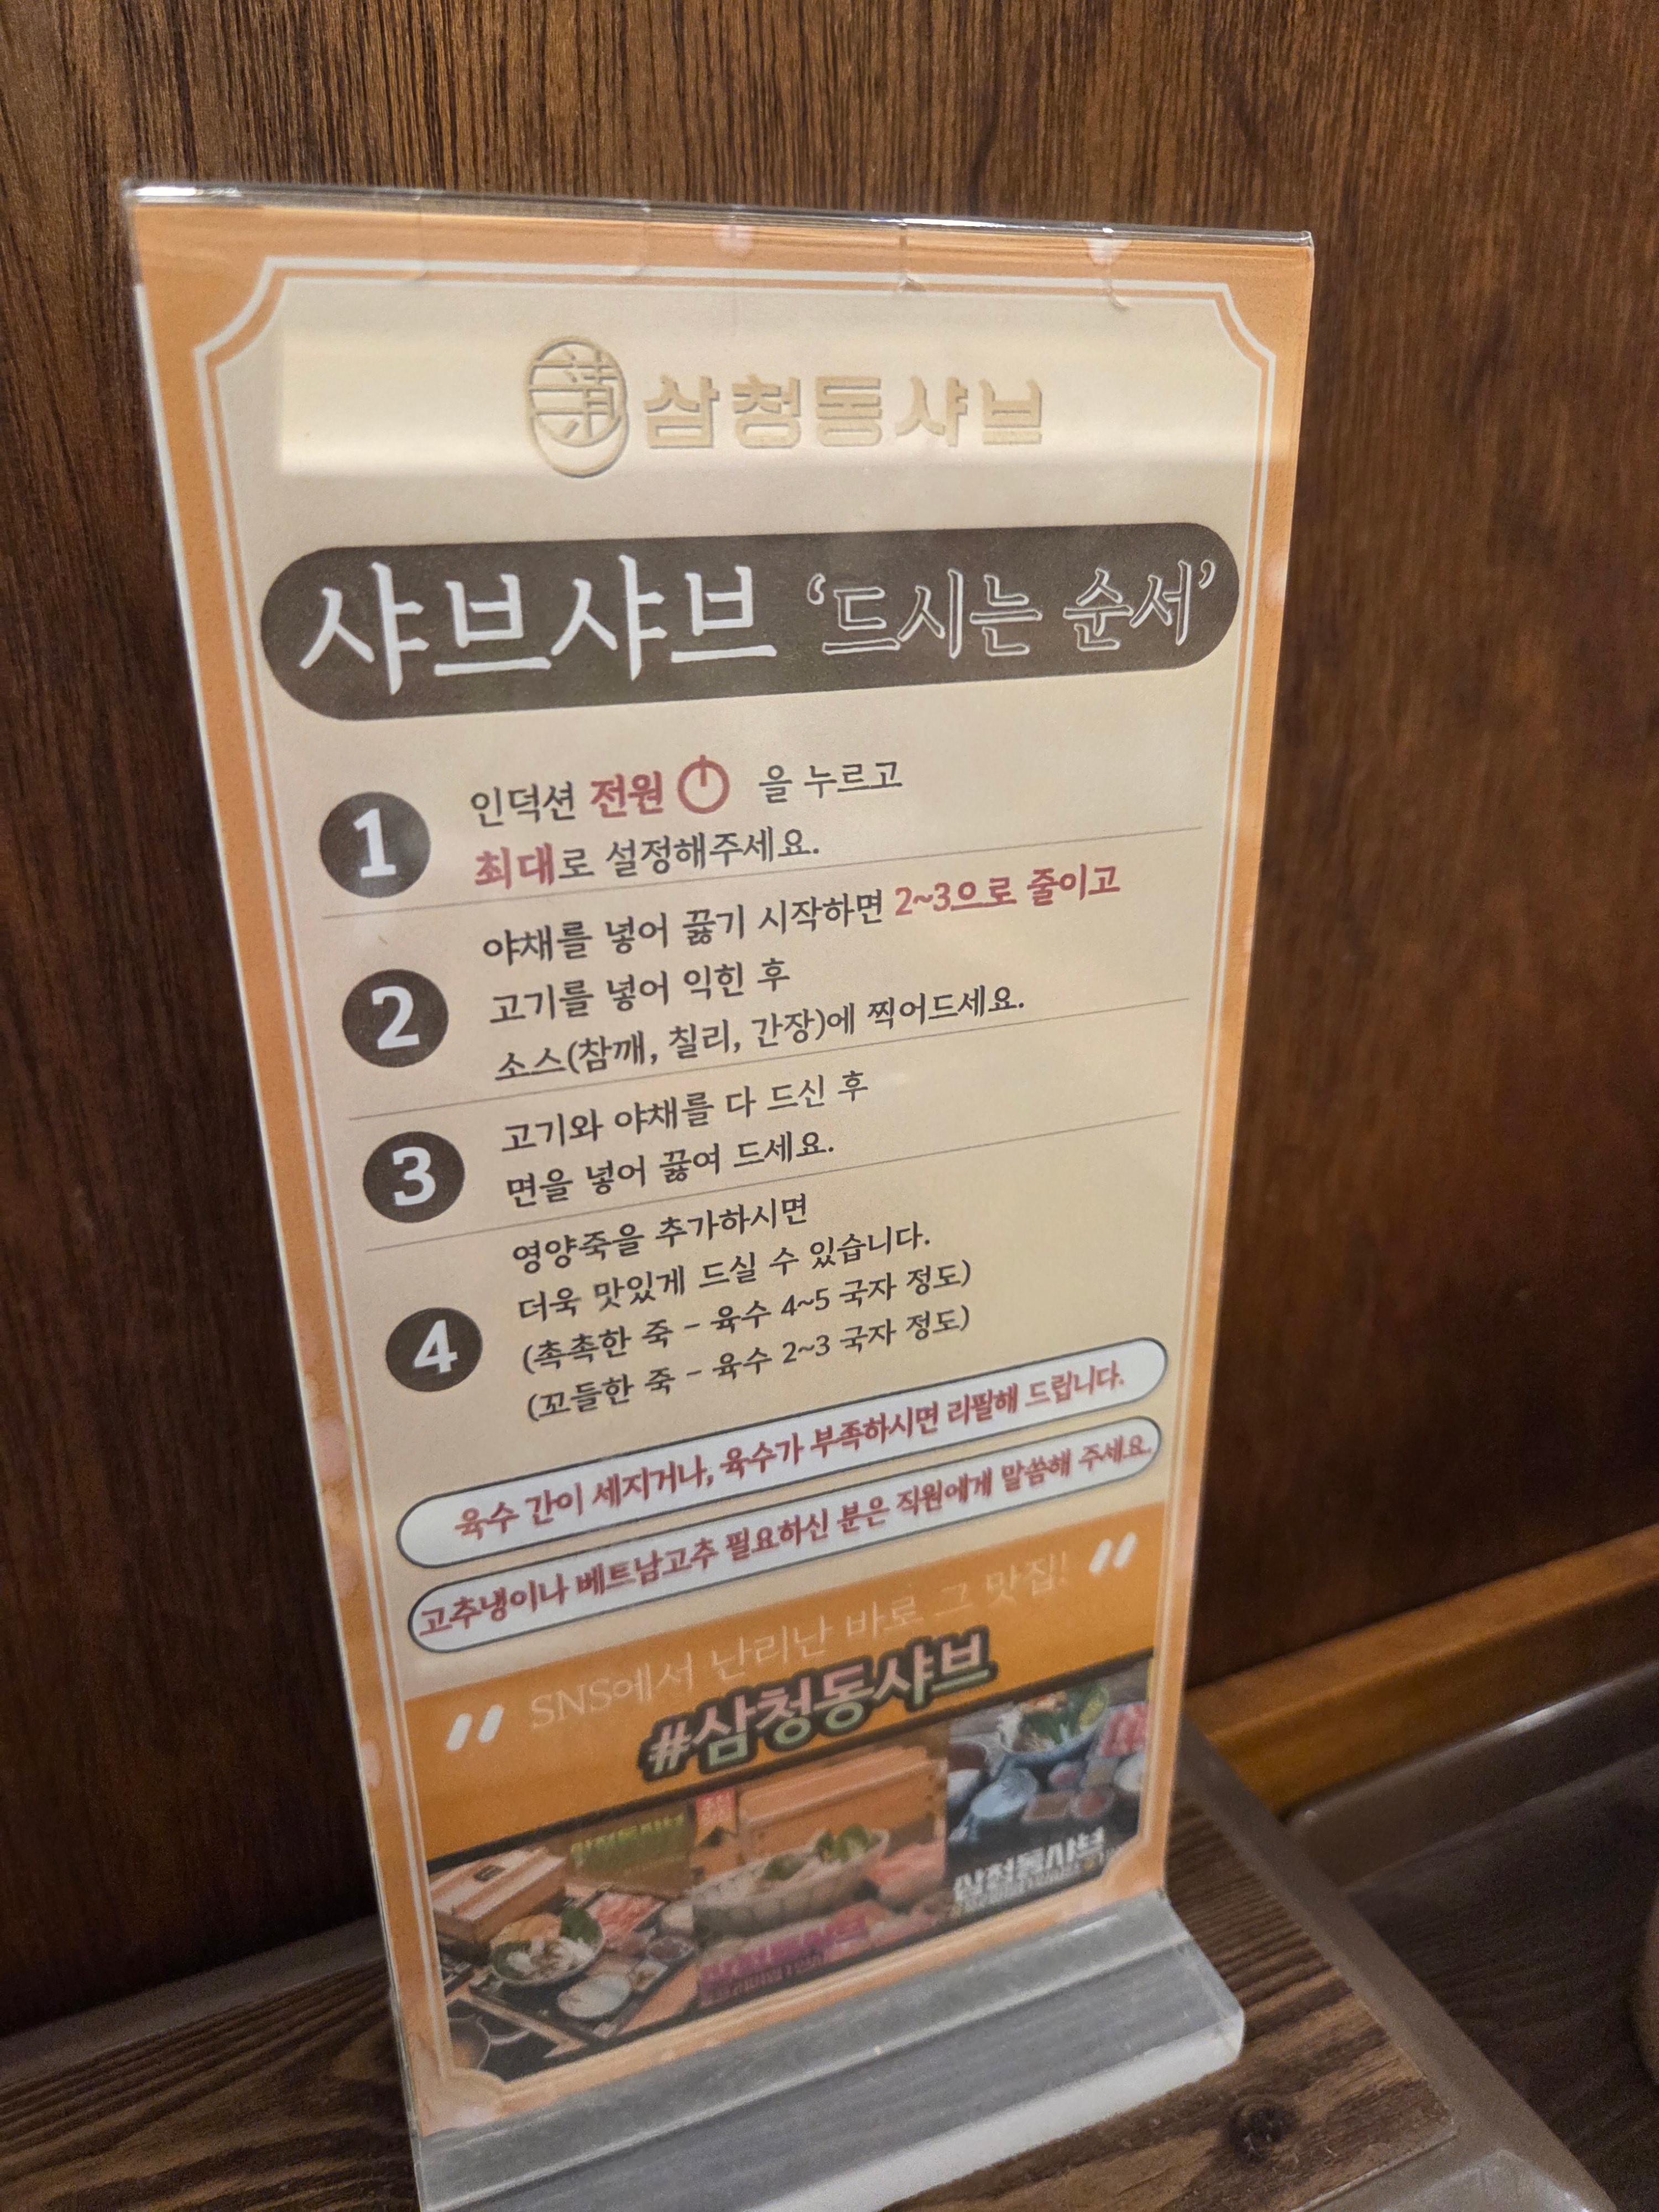 삼청동샤브
샤브샤브 '드시는 순서'
1
인덕션 전원 을 누르고
최대로 설정해주세요.
2
야채를 넣어 끓기 시작하면 2~3으로 줄이고
고기를 넣어 익힌 후
소스(참깨, 칠리, 간장)에 찍어드세요.
3
고기와 야채를 다 드신 후
면을 넣어 끓여 드세요.
4
영양죽을 추가하시면
더욱 맛있게 드실 수 있습니다.
(촉촉한 죽 - 육수 4~5 국자 정도)
(꼬들한 죽 - 육수 2~3 국자 정도)
육수 간이 세지거나, 육수가 부족하시면 리필해 드립니다.
고추냉이나 베트남고추 필요하신 분은 직원에게 말씀해 주세요.
" SNS에서 난리난 바로 그 맛집! "
#삼청동샤브
삼청동샤브
삼청동샤브